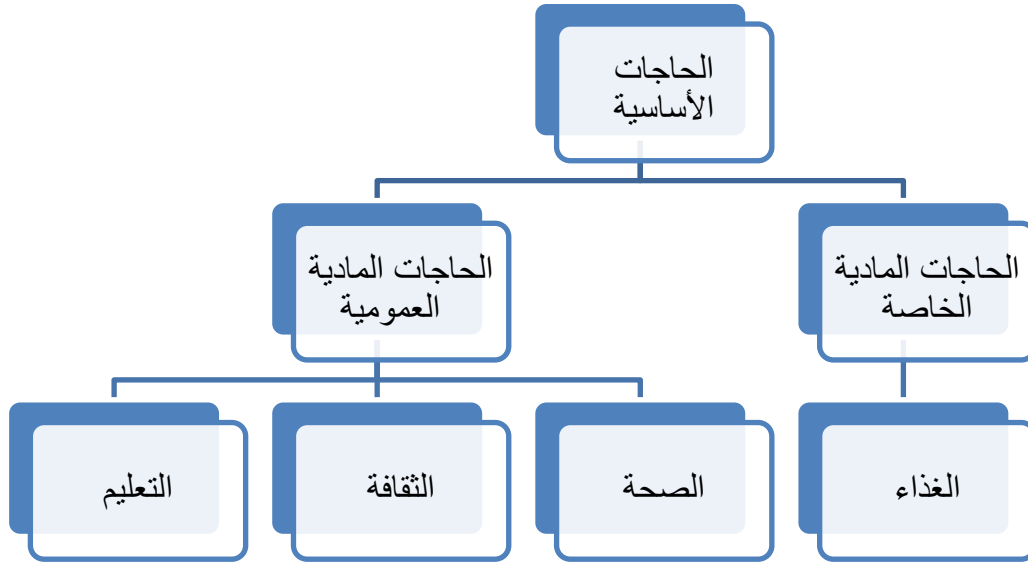 الحاجات
الأساسية
الحاجات المادية
الخاصة
الحاجات المادية
العمومية
الغذاء
الصحة
الثقافة
التعليم